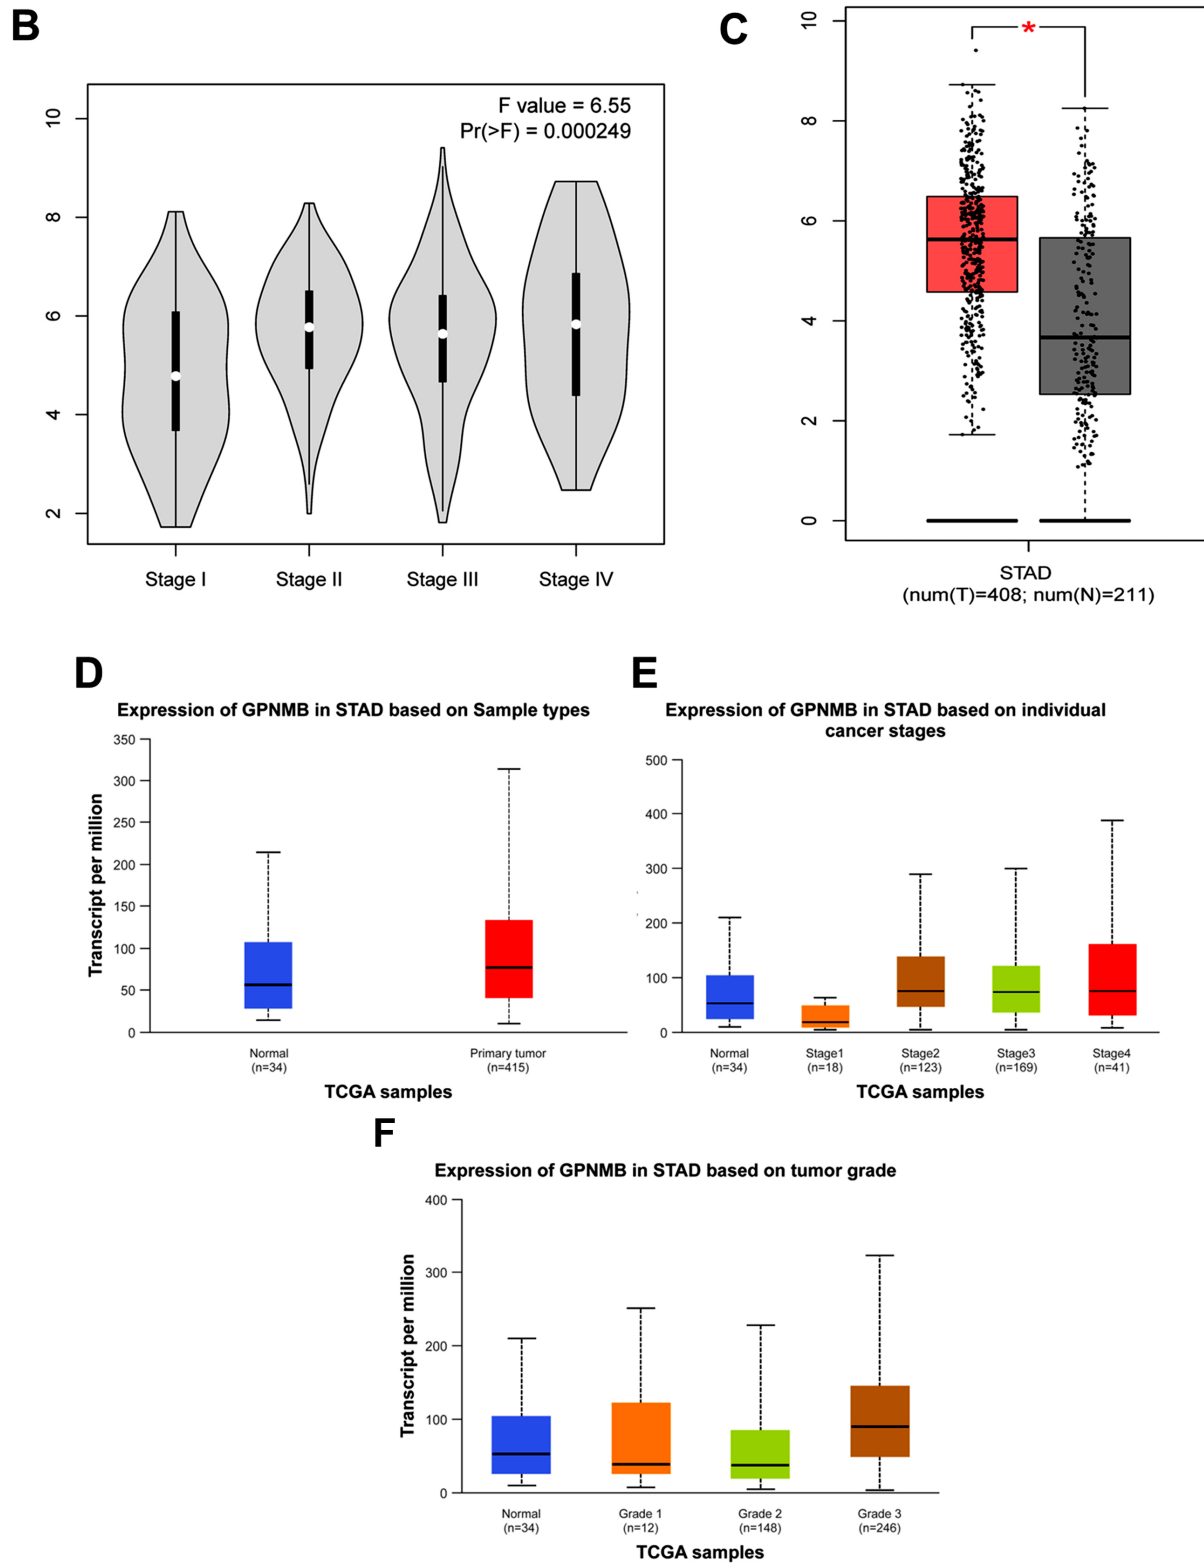 B
F value = 6.55
Pr(>F) = 0.000249
10
8
6
4
2
Stage I Stage II Stage III Stage IV
C
*
10
8
6
4
2
0
STAD
(num(T)=408; num(N)=211)
D
Expression of GPNMB in STAD based on Sample types
Transcript per million
350
300
250
200
150
100
50
0
Normal Primary tumor
(n=34) (n=415)
TCGA samples
E
Expression of GPNMB in STAD based on individual
cancer stages
500
400
300
200
100
0
Normal Stage1 Stage2 Stage3 Stage4
(n=34) (n=18) (n=123) (n=169) (n=41)
TCGA samples
F
Expression of GPNMB in STAD based on tumor grade
Transcript per million
400
300
200
100
0
Normal Grade 1 Grade 2 Grade 3
(n=34) (n=12) (n=148) (n=246)
TCGA samples